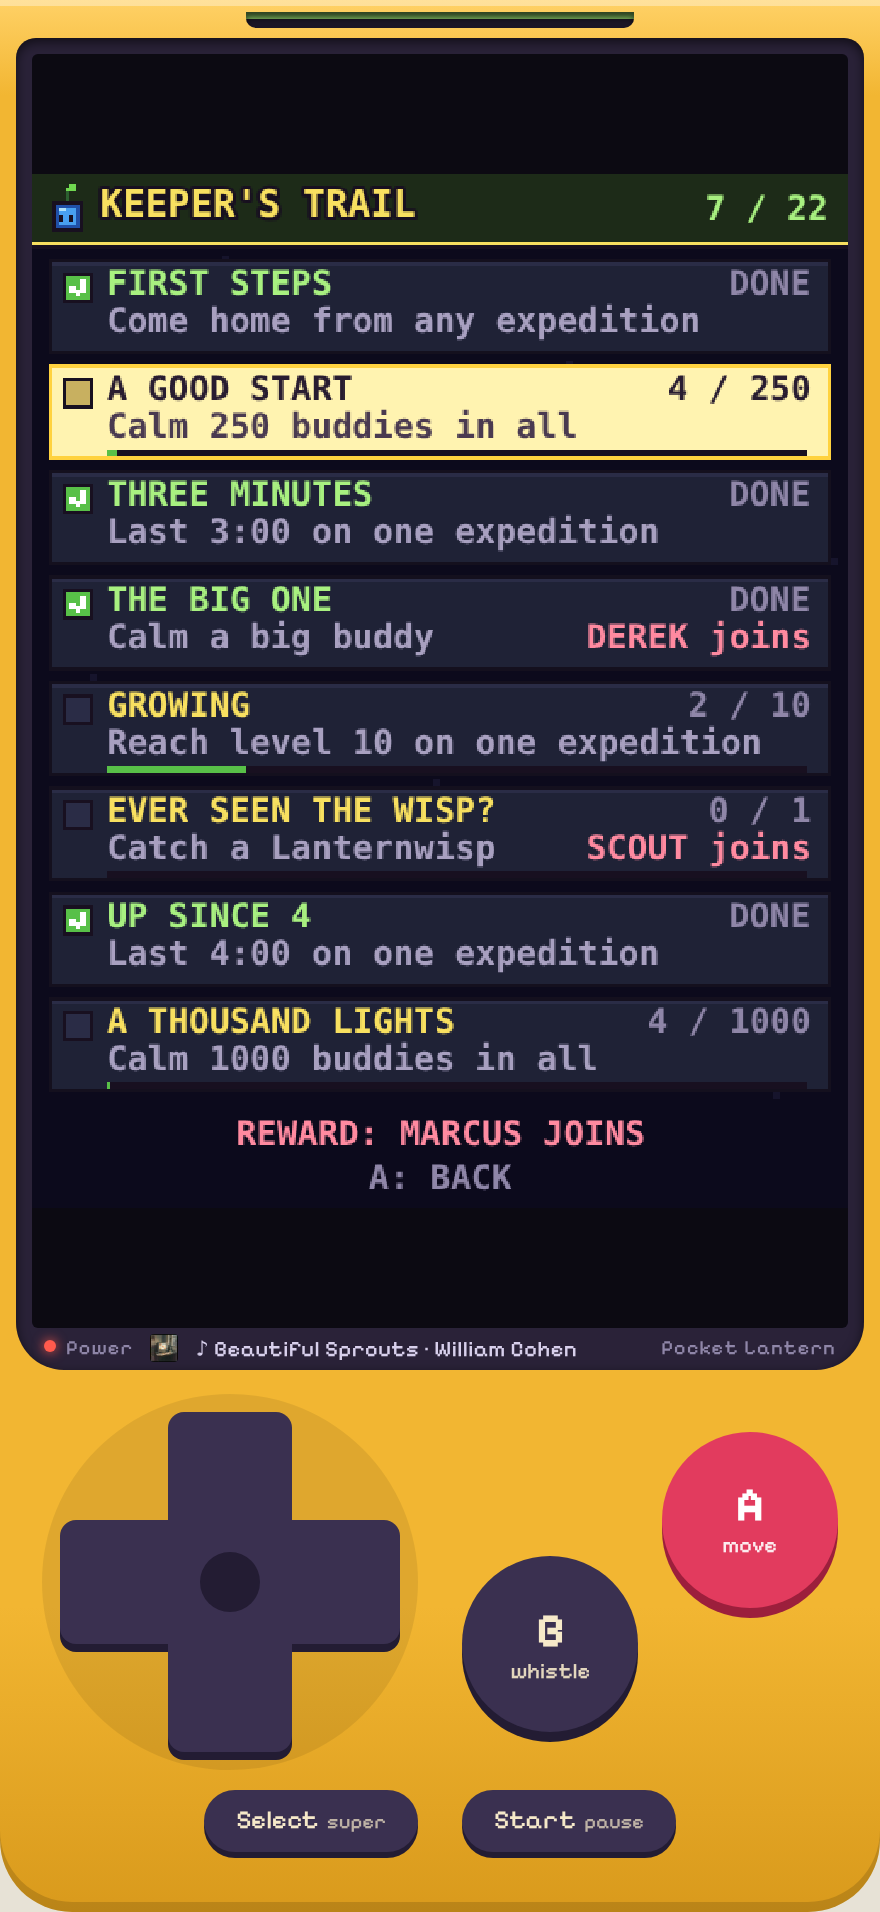 KEEPER'S TRAIL 7 / 22
FIRST STEPS DONE
Come home from any expedition
A GOOD START 4 / 250
Calm 250 buddies in all
THREE MINUTES DONE
Last 3:00 on one expedition
THE BIG ONE DONE
Calm a big buddy DEREK joins
GROWING 2 / 10
Reach level 10 on one expedition
EVER SEEN THE WISP? 0 / 1
Catch a Lanternwisp SCOUT joins
UP SINCE 4 DONE
Last 4:00 on one expedition
A THOUSAND LIGHTS 4 / 1000
Calm 1000 buddies in all
REWARD: MARCUS JOINS
A: BACK
Power ♪ Beautiful Sprouts · William Cohen Pocket Lantern
A
move
B
whistle
Select super Start pause